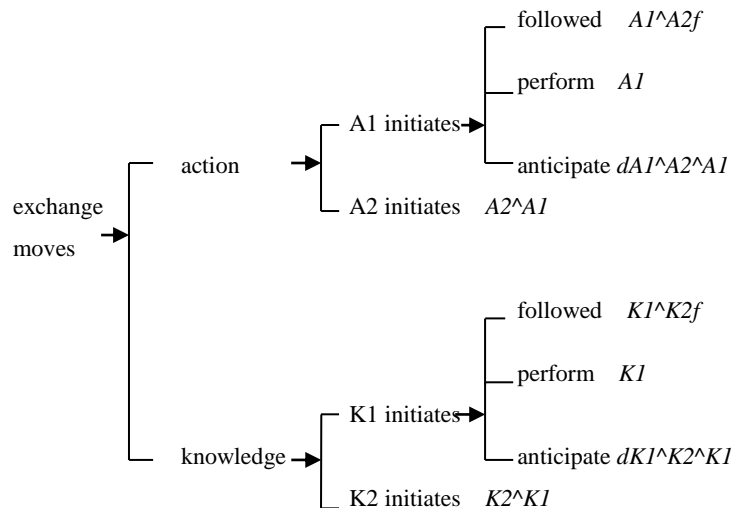 followed A1^A2f
perform A1
A1 initiates
anticipate dA1^A2^A1
action
A2 initiates A2^A1
exchange
moves
followed K1^K2f
perform K1
K1 initiates
anticipate dK1^K2^K1
knowledge
K2 initiates K2^K1